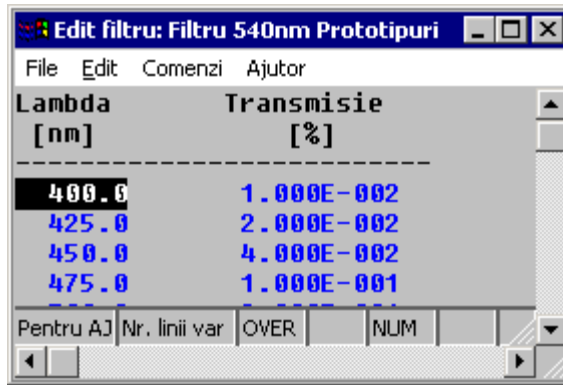 Edit filtru: Filtru 540nm Prototipuri
File Edit Comenzi Ajutor
Lambda Transmisie
[nm] [%]
------------------------------
400.0 1.000E-002
425.0 2.000E-002
450.0 4.000E-002
475.0 1.000E-001
Pentru AJ Nr. linii var OVER NUM